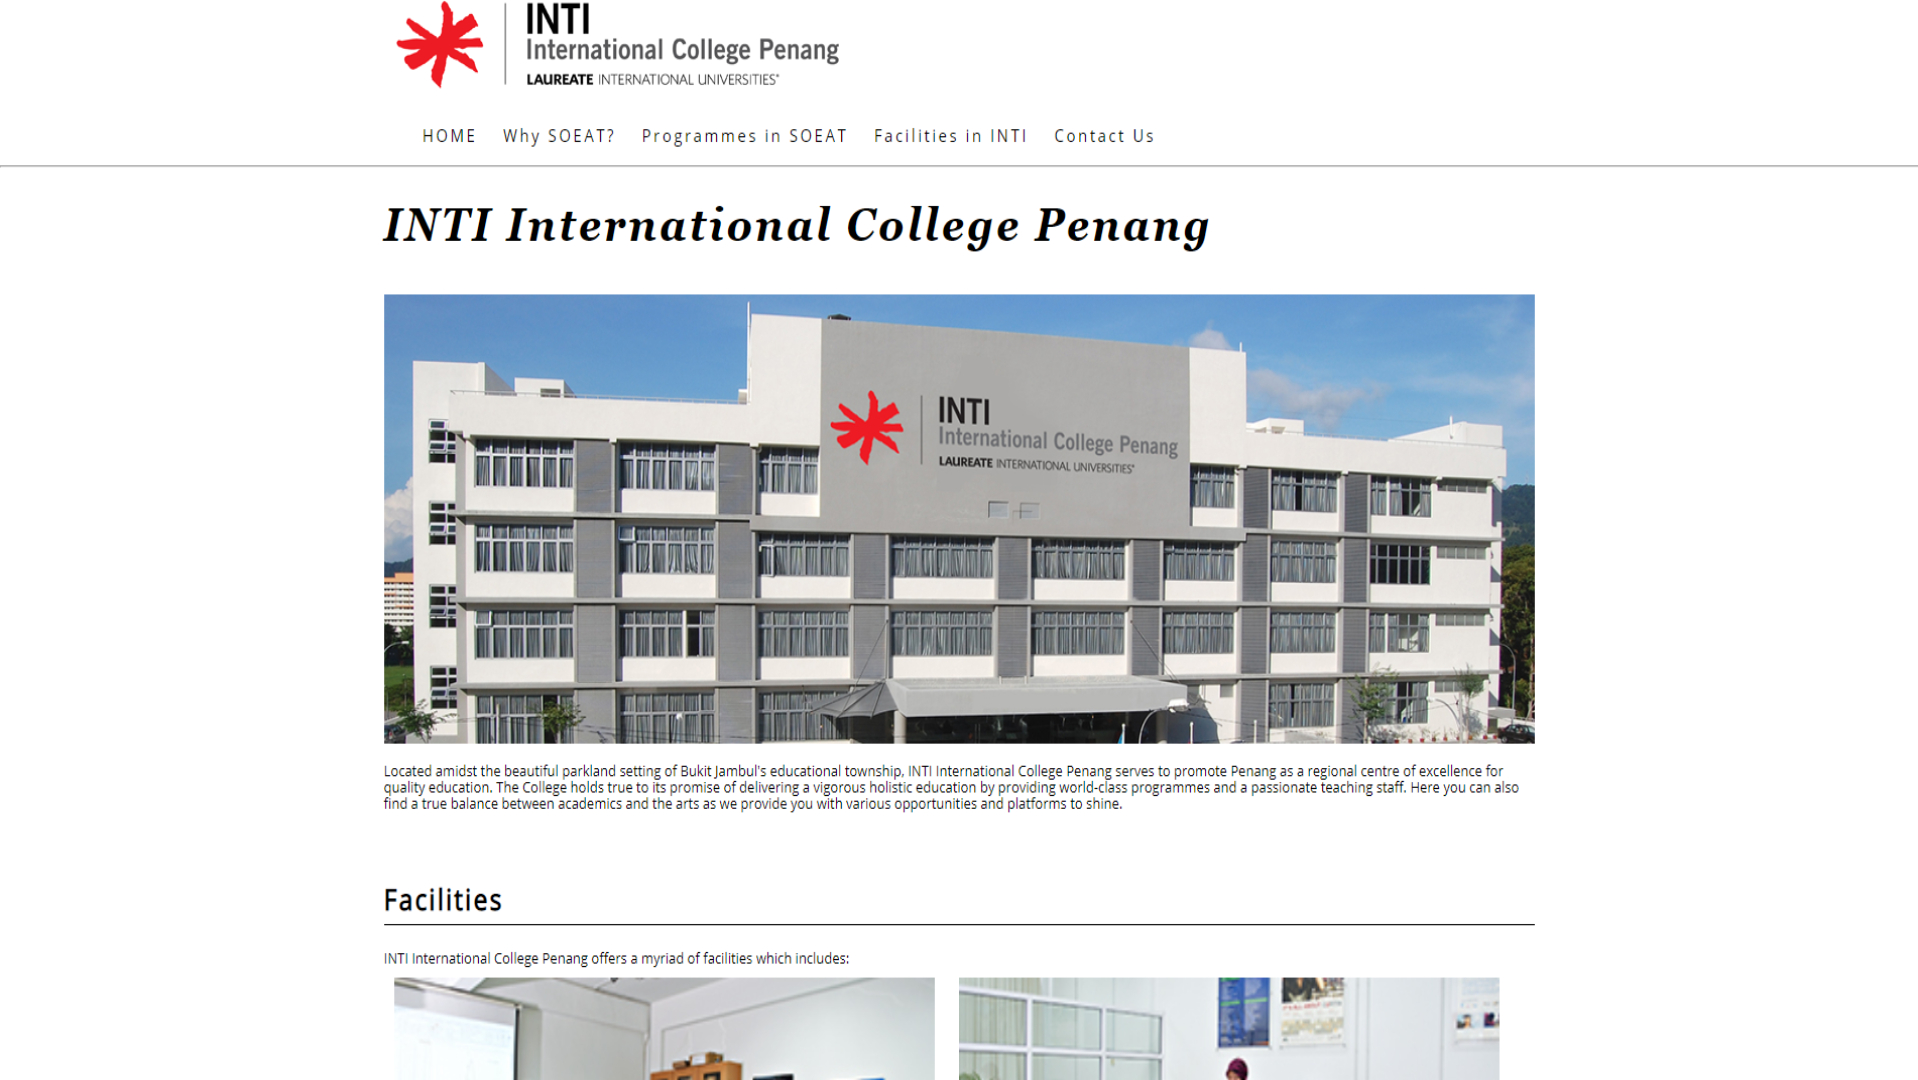 INTI
International College Penang
LAUREATE INTERNATIONAL UNIVERSITIES®
HOME Why SOEAT? Programmes in SOEAT Facilities in INTI Contact Us
INTI International College Penang
INTI
International College Penang
LAUREATE INTERNATIONAL UNIVERSITIES®
Located amidst the beautiful parkland setting of Bukit Jambul's educational township, INTI International College Penang serves to promote Penang as a regional centre of excellence for
quality education. The College holds true to its promise of delivering a vigorous holistic education by providing world-class programmes and a passionate teaching staff. Here you can also
find a true balance between academics and the arts as we provide you with various opportunities and platforms to shine.
Facilities
INTI International College Penang offers a myriad of facilities which includes: